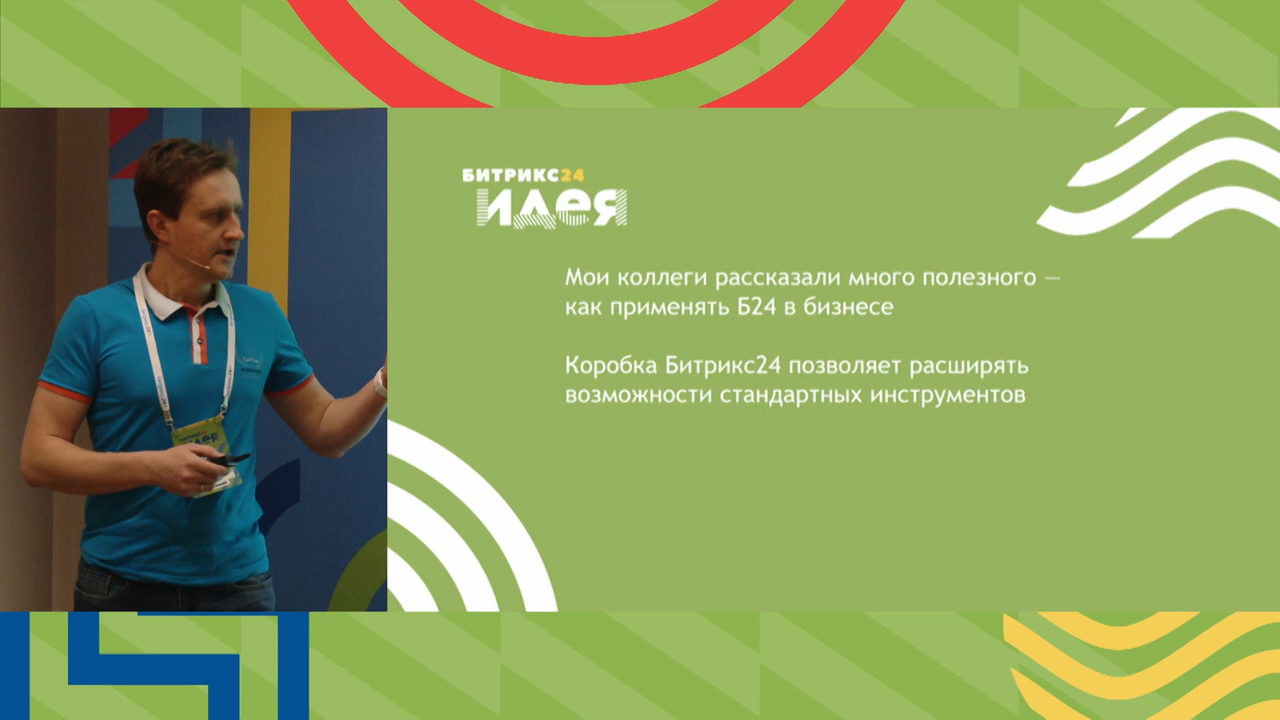 БИТРИКС24
идея
Мои коллеги рассказали много полезного —
как применять Б24 в бизнесе
Коробка Битрикс24 позволяет расширять
возможности стандартных инструментов